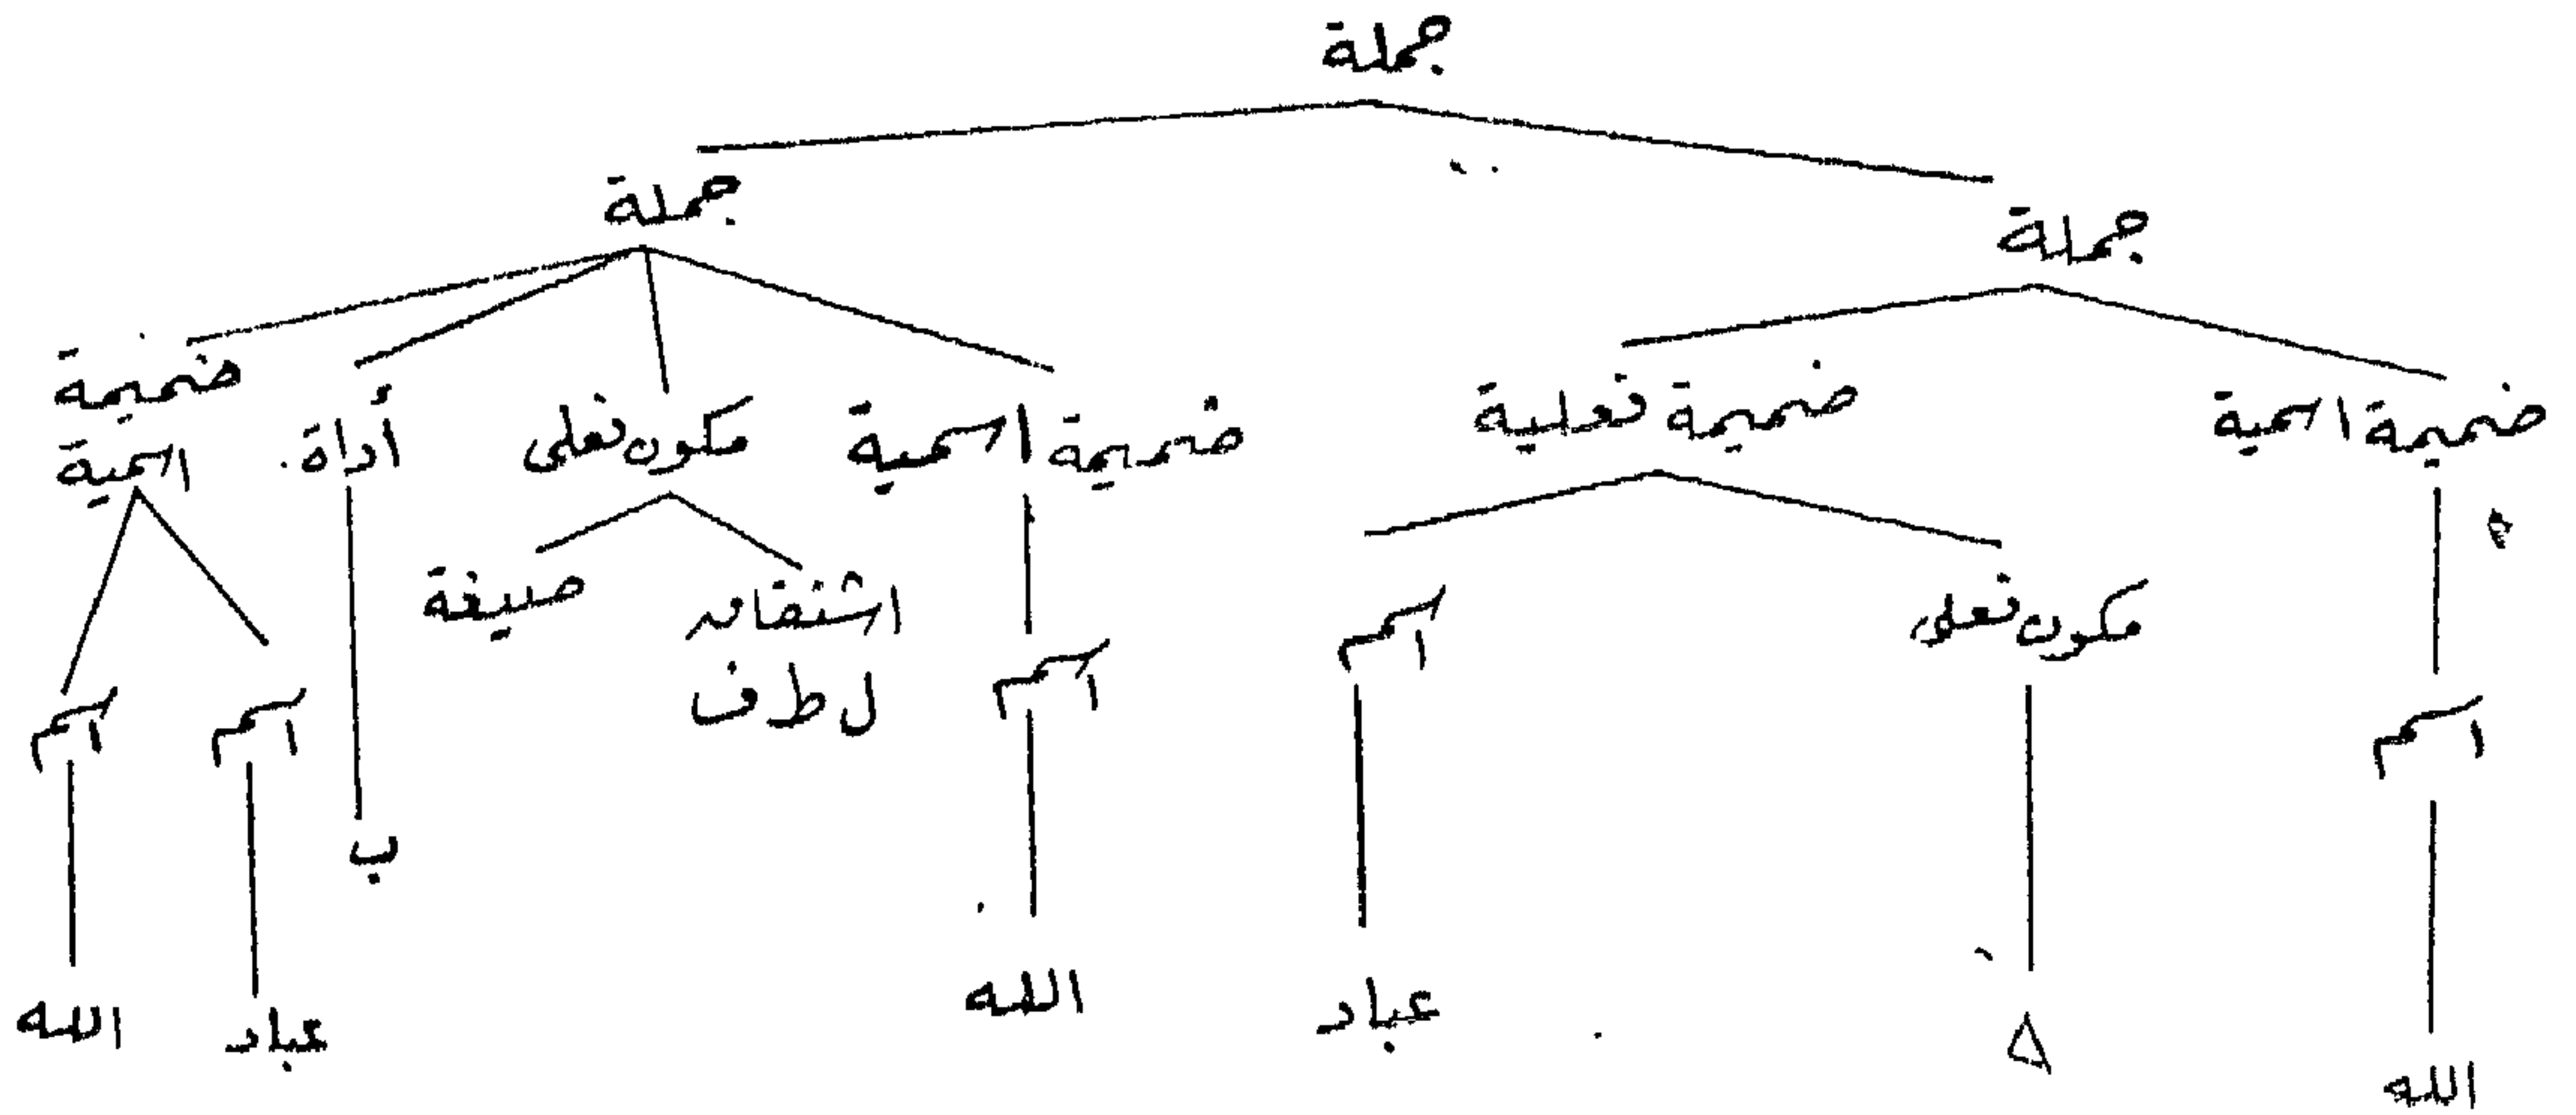 جملة
جملة
جملة
ضميمة اسمية
ضميمة فعلية
ضميمة اسمية
مكون فعلى
أداة
ضميمة
اسمية
مكون فعلى
اسم
اسم
اشتقاق
ل ط ف
صيغة
اسم
اسم
اسم
ب
الله
Δ
عباد
الله
عباد
الله